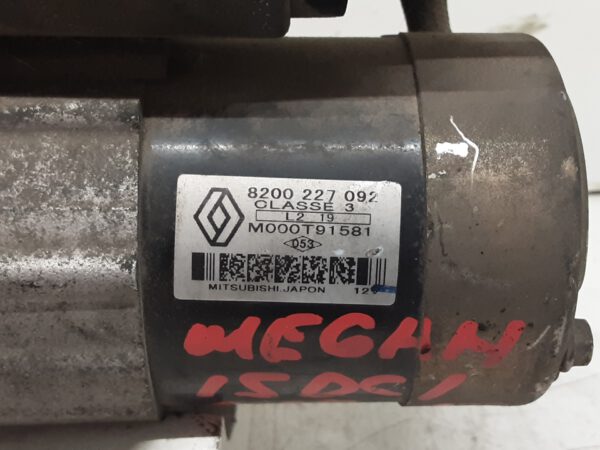 8200 227 092
CLASSE 3
L2 19
M000T91581
D53
MITSUBISHI.JAPON
MEGAN
15DCI